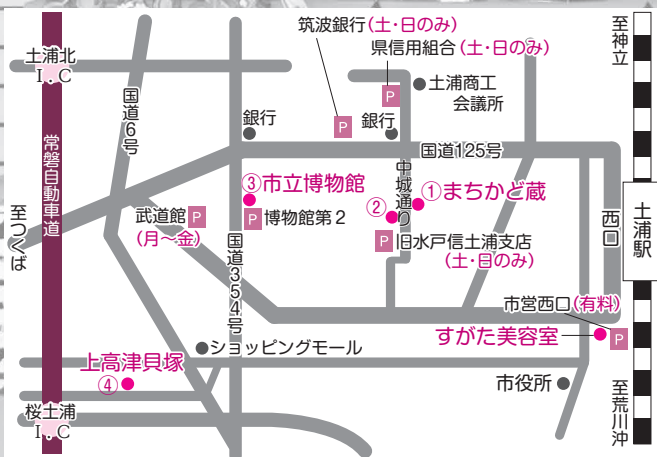 筑波銀行(土・日のみ)
県信用組合(土・日のみ)
至神立
土浦北
I.C
P
土浦商工
会議所
国道6号
銀行
P
銀行
国道125号
常磐自動車道
中城通り
③市立博物館
①まちかど蔵
②
至つくば
武道館 P
(月〜金)
P 博物館第2
P 旧水戸信土浦支店
(土・日のみ)
西口
土浦駅
国道354号
市営西口(有料)
すがた美容室
P
ショッピングモール
上高津貝塚
④
市役所
至荒川沖
桜土浦
I.C